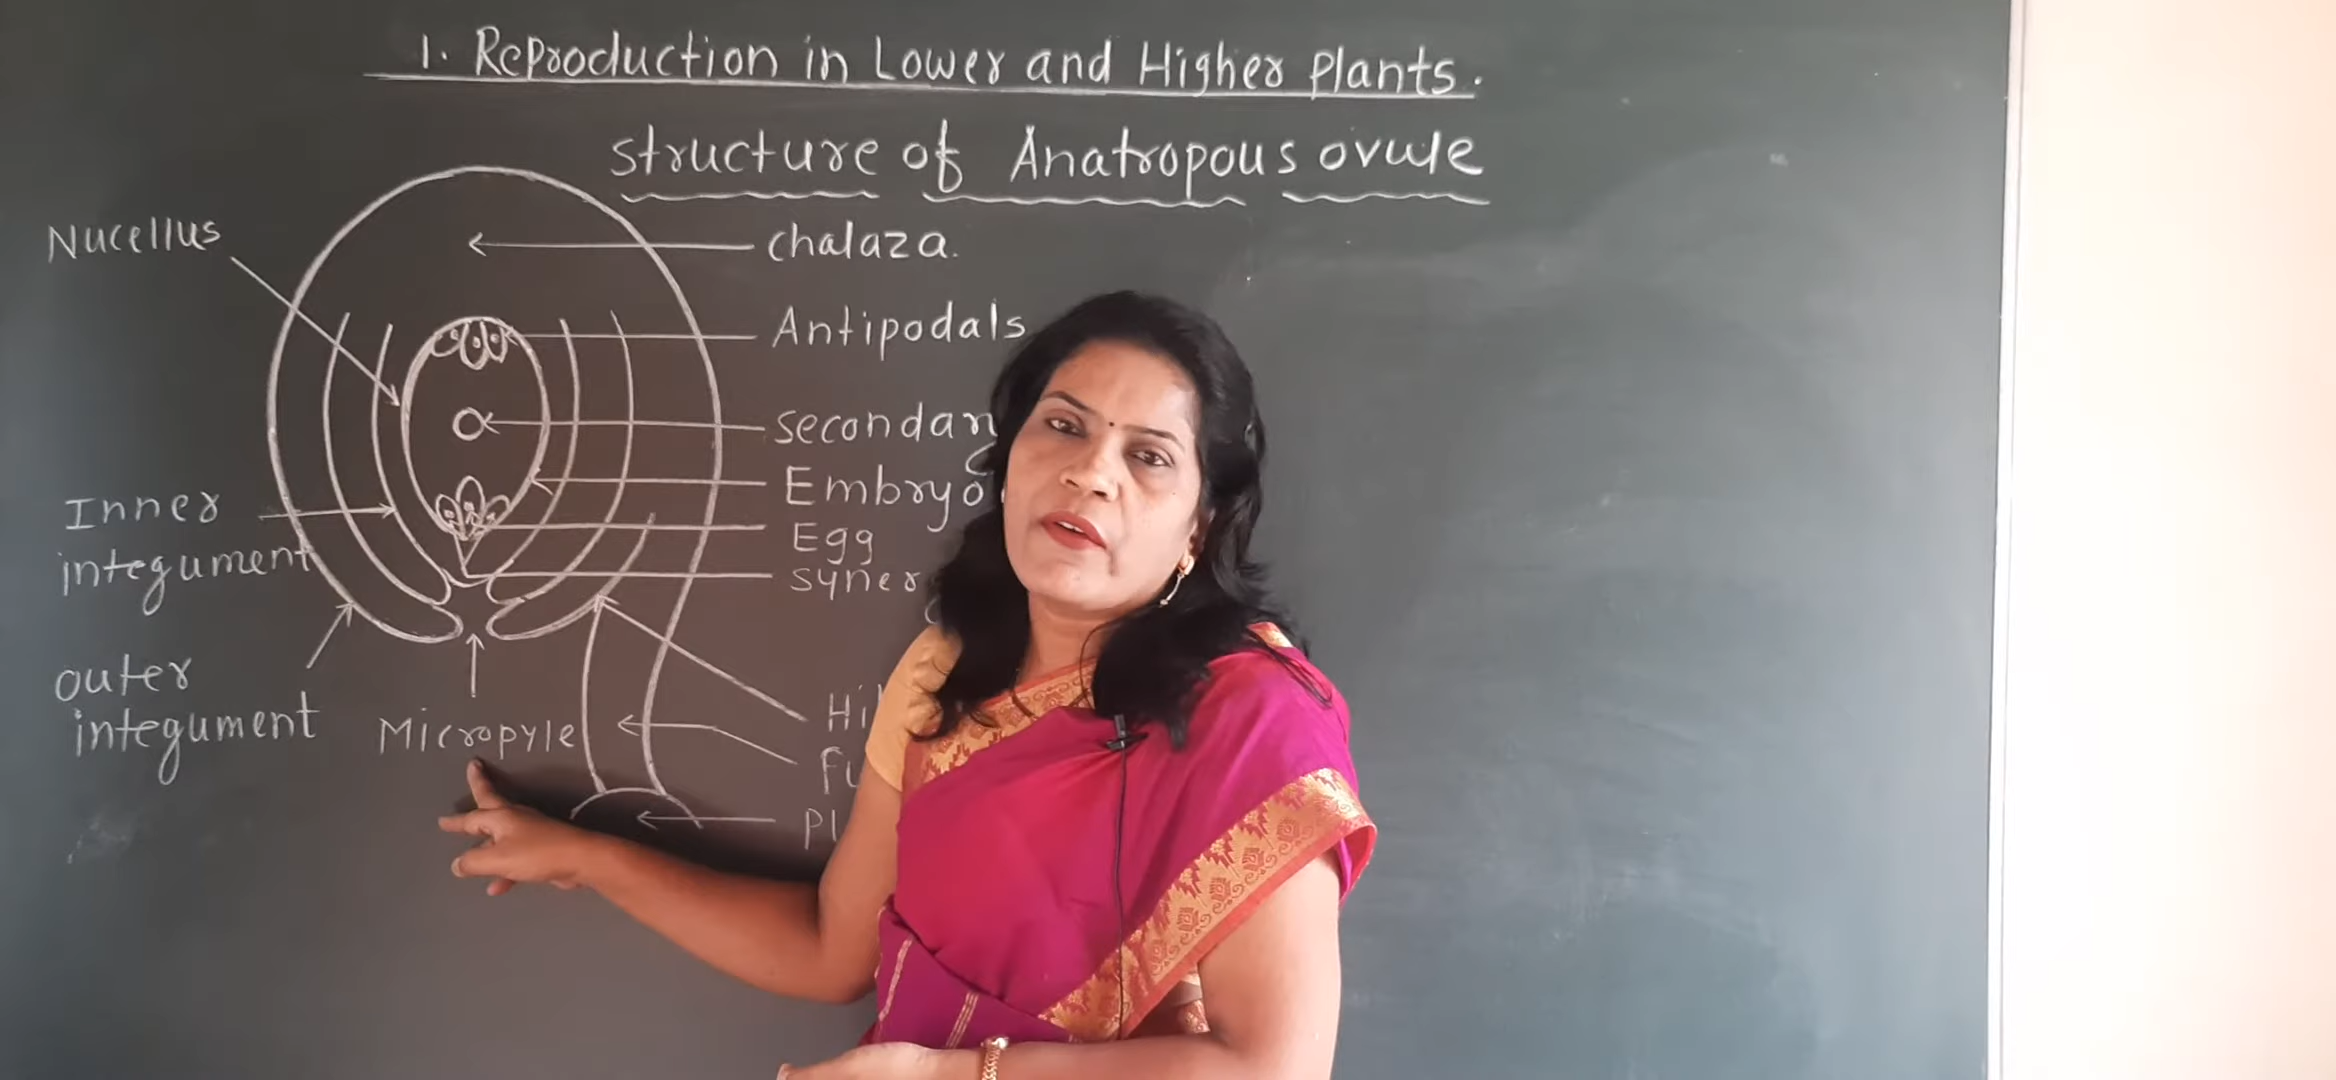 1. Reproduction in Lower and Higher Plants.
structure of Anatropous ovule
Nucellus
chalaza.
Antipodals
Embryo
Inner
integument
Egg
outer
integument
Micropyle